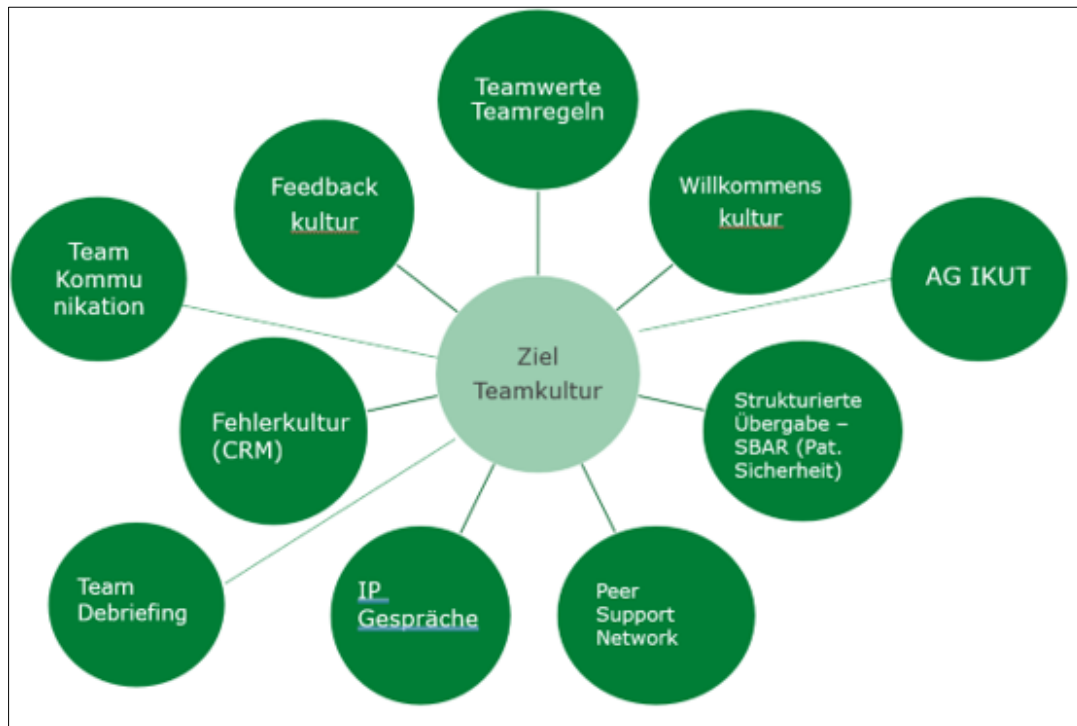 Teamwerte
Teamregeln
Feedback
kultur
Willkommens
kultur
Team
Kommu
nikation
AG IKUT
Ziel
Teamkultur
Fehlerkultur
(CRM)
Strukturierte
Übergabe –
SBAR (Pat.
Sicherheit)
Team
Debriefing
IP
Gespräche
Peer
Support
Network